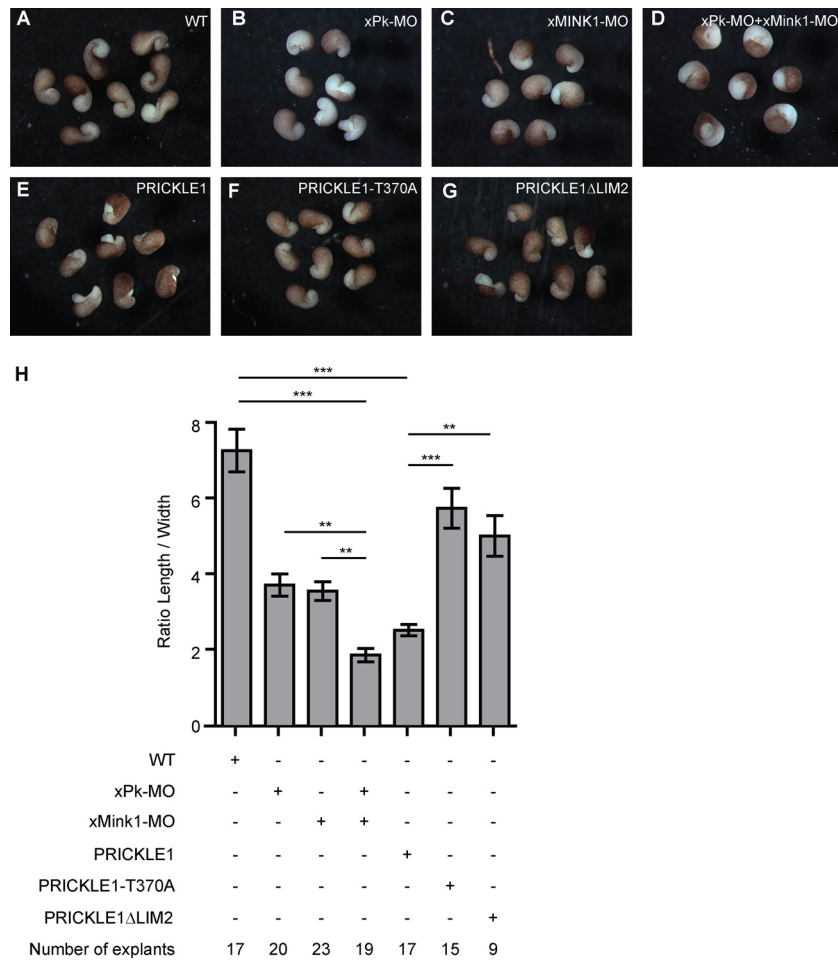 A WT
B xPk-MO
C xMINK1-MO
D xPk-MO+xMink1-MO
E PRICKLE1
F PRICKLE1-T370A
G PRICKLE1ΔLIM2
H
***
***
**
***
**
**
8
6
4
2
0
Ratio Length / Width
WT + - - - - - -
xPk-MO - + - + - - -
xMink1-MO - - + + - - -
PRICKLE1 - - - - + - -
PRICKLE1-T370A - - - - - + -
PRICKLE1ΔLIM2 - - - - - - +
Number of explants 17 20 23 19 17 15 9